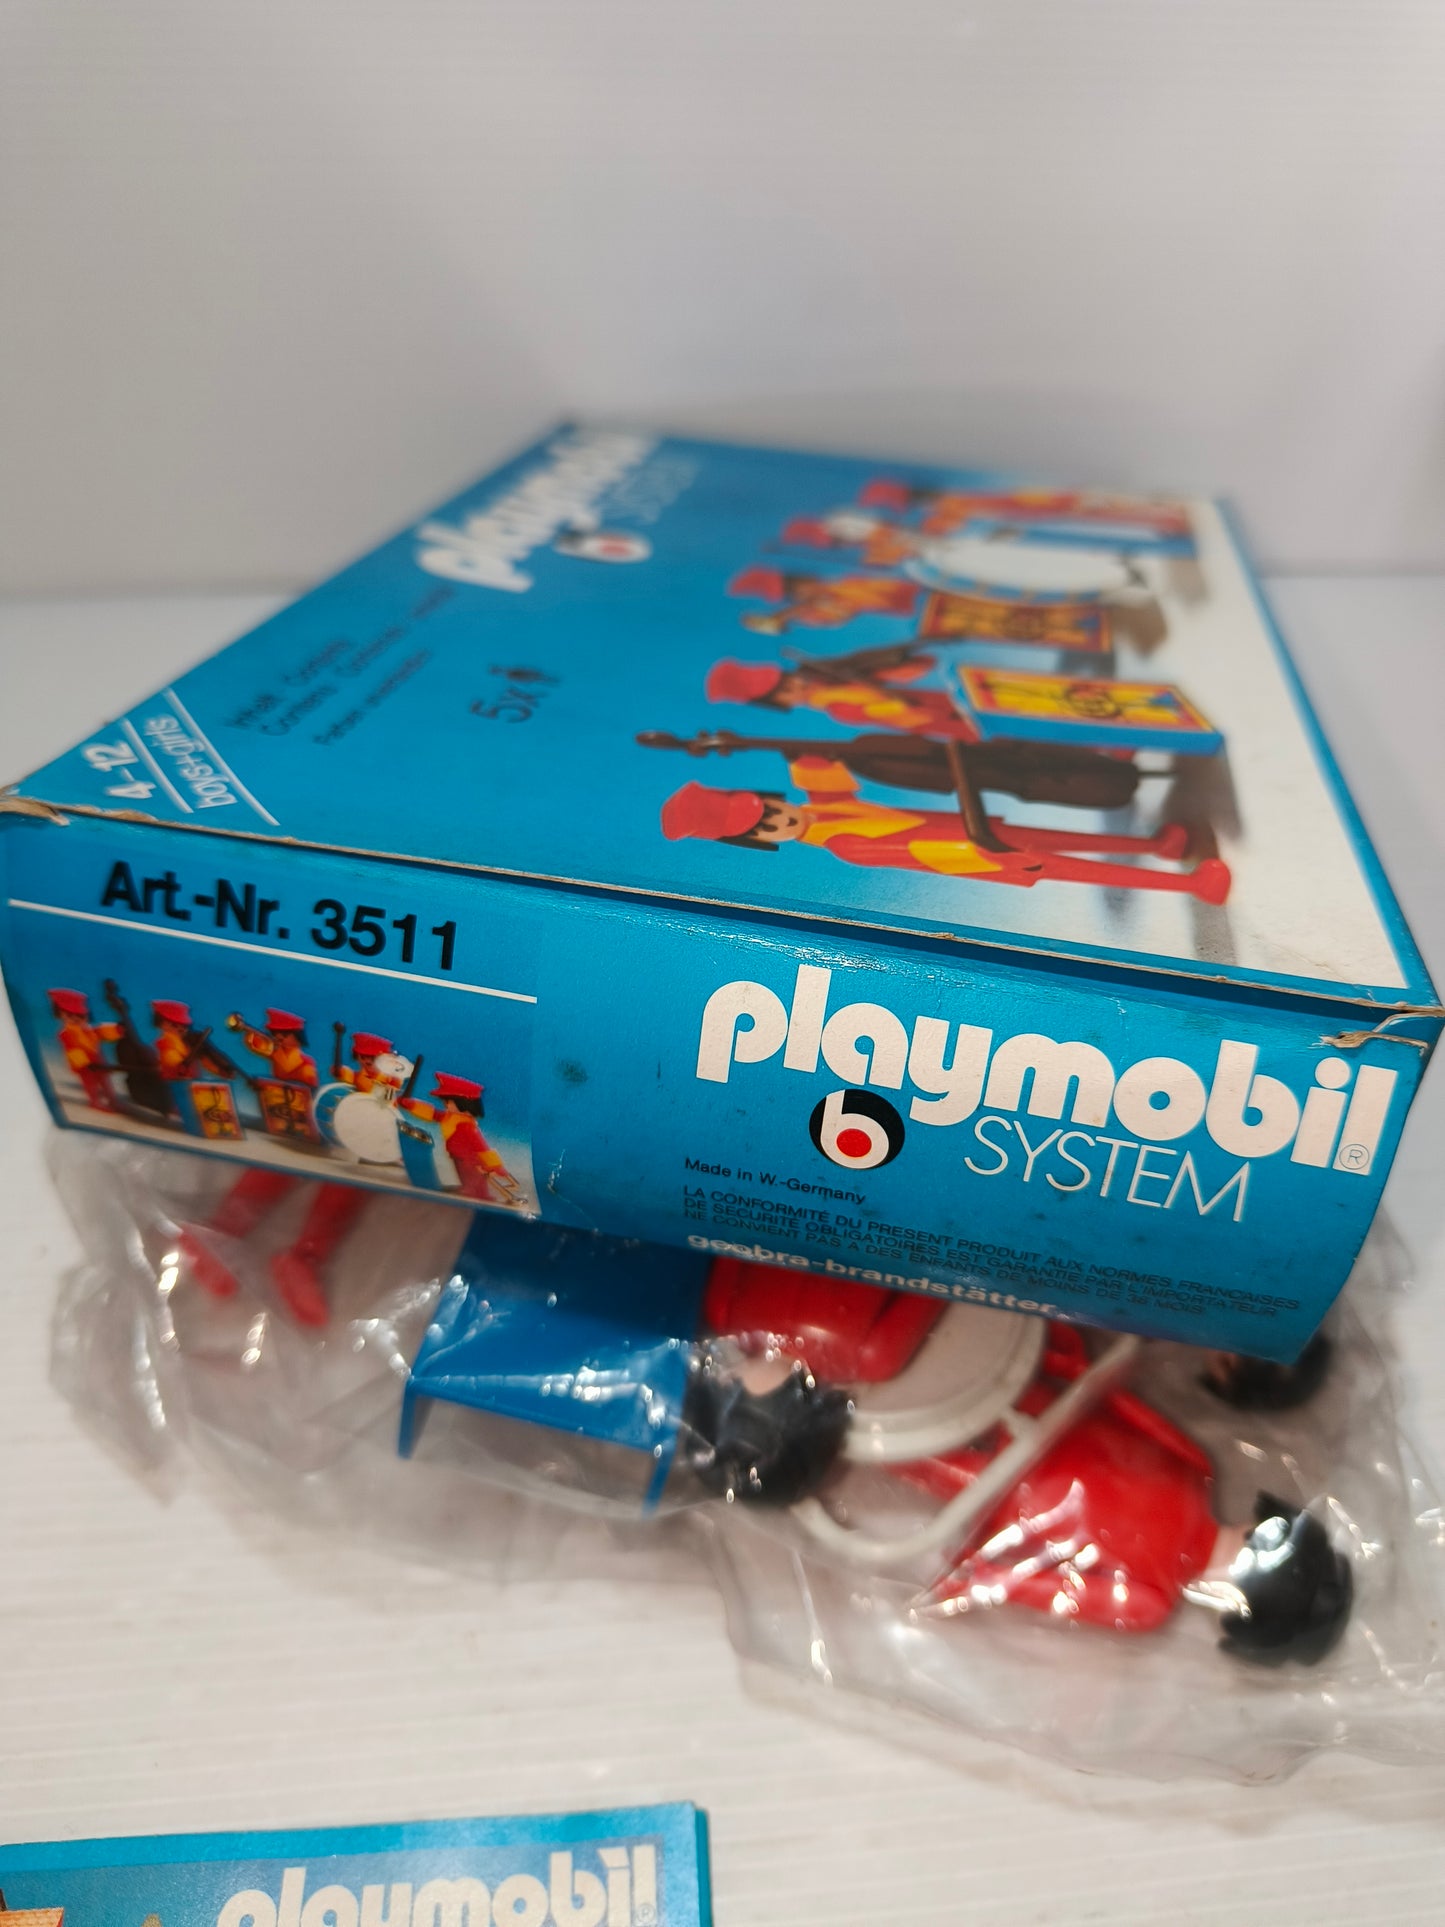 playmobil
SYSTEM
5x
4-12
boys+girls
Art.-Nr. 3511
playmobil
SYSTEM
Made in W.-Germany
LA CONFORMITÉ DU PRESENT PRODUIT AUX NORMES FRANCAISES
DE SECURITÉ OBLIGATOIRES EST GARANTIE PAR L'IMPORTATEUR
NE CONVIENT PAS A DES ENFANTS DE MOINS DE 36 MOIS
geobra-brandstätter
playmobil